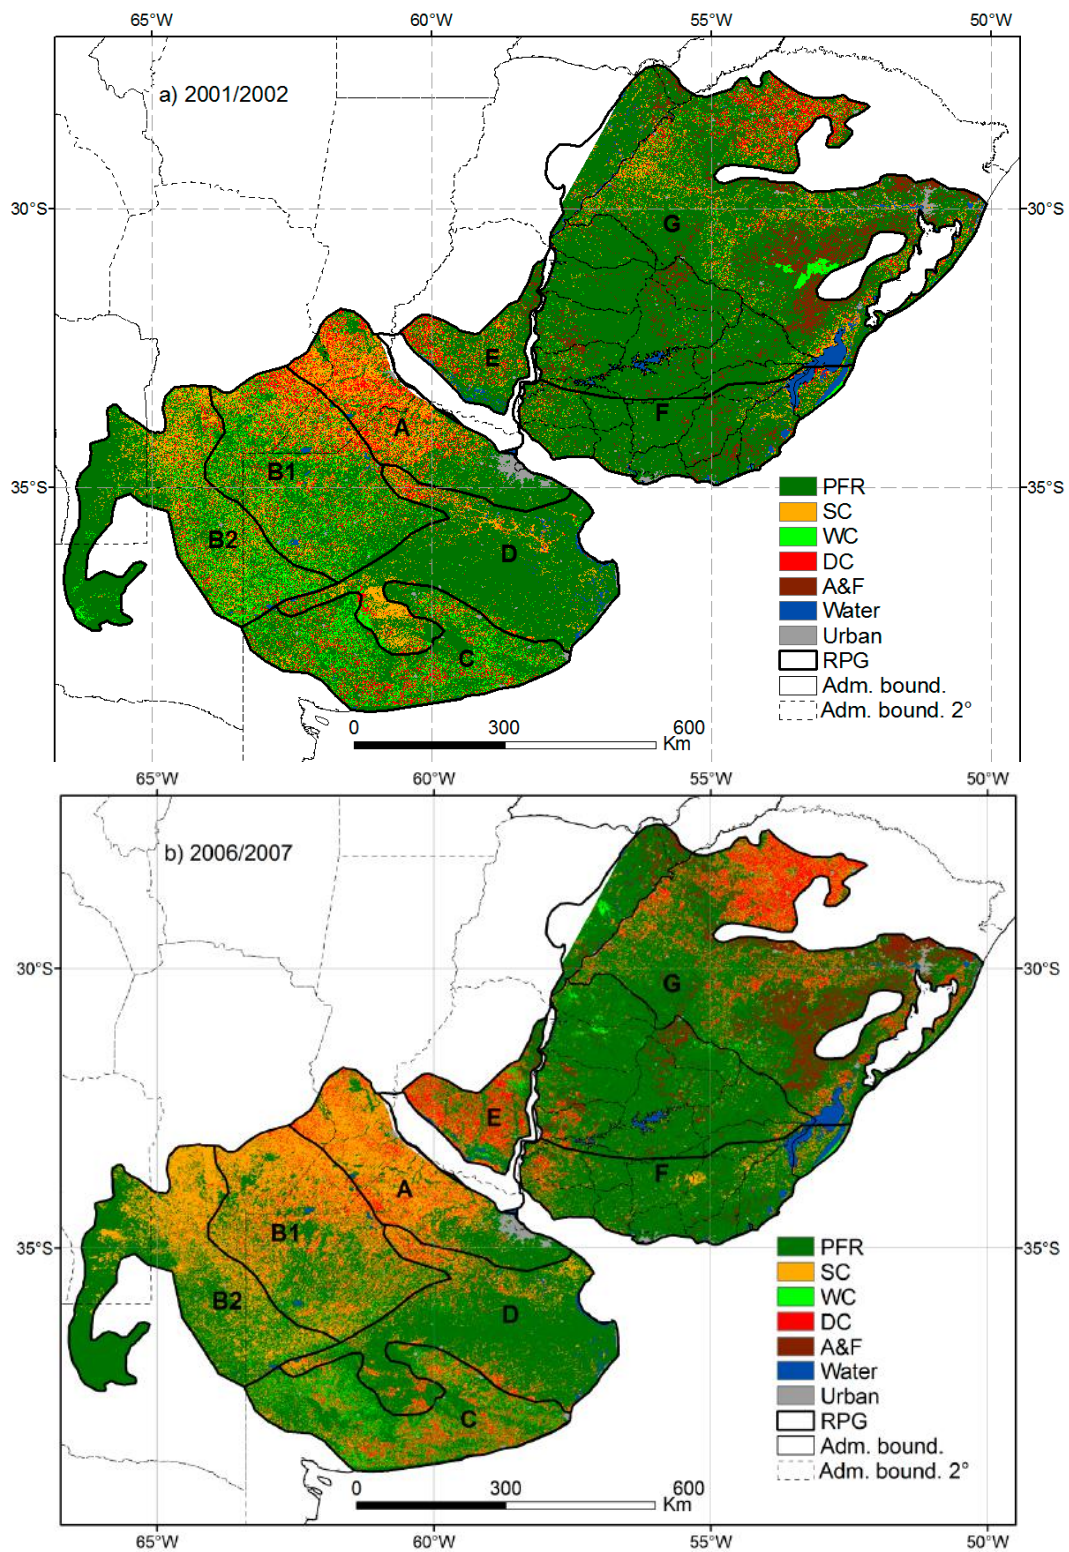 65°W 60°W 55°W 50°W
a) 2001/2002
30°S 30°S
G
E
A
F
B1
35°S 35°S
B2
D
C
PFR
SC
WC
DC
A&F
Water
Urban
RPG
Adm. bound.
Adm. bound. 2°
0 300 600
Km
65°W 60°W 55°W 50°W
65°W 60°W 55°W 50°W
b) 2006/2007
30°S 30°S
G
E
F
A
B1
35°S 35°S
B2
D
C
PFR
SC
WC
DC
A&F
Water
Urban
RPG
Adm. bound.
Adm. bound. 2°
0 300 600
Km
65°W 60°W 55°W 50°W